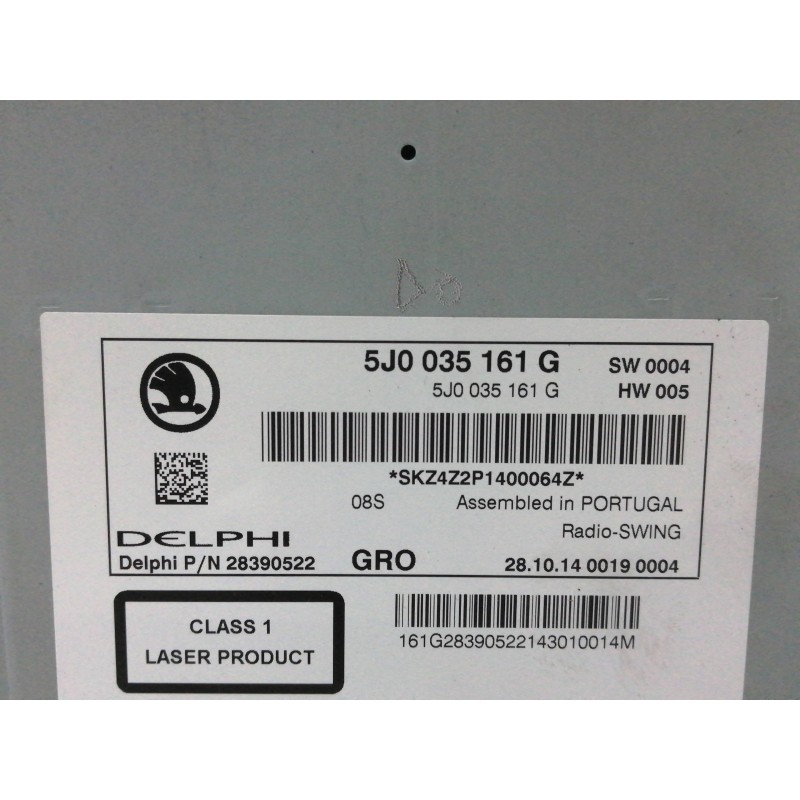 5J0 035 161 G SW 0004
5J0 035 161 G HW 005
*SKZ4Z2P1400064Z*
08S Assembled in PORTUGAL
Radio-SWING
DELPHI
Delphi P/N 28390522 GRO 28.10.14 0019 0004
CLASS 1
LASER PRODUCT
161G28390522143010014M